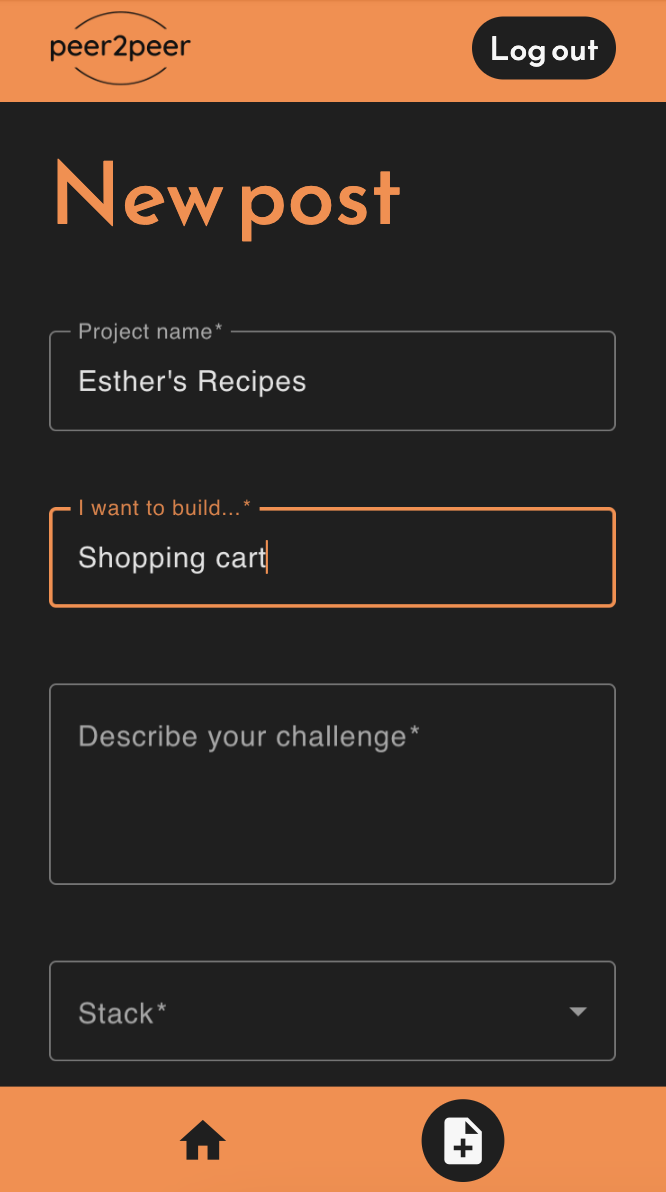 peer2peer
Log out
New post
Project name*
Esther's Recipes
I want to build...*
Shopping cart
Describe your challenge*
Stack*